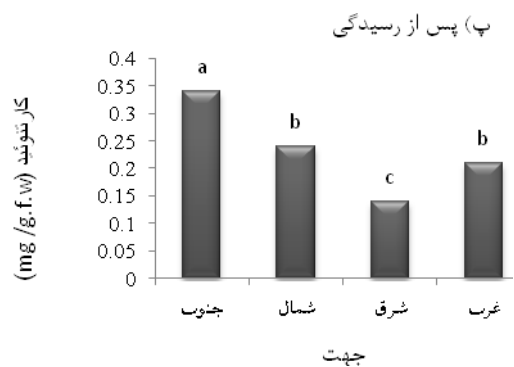 پ) پس از رسیدگی
کارتنوئید (mg /g.f.w)
0.4
0.35
0.3
0.25
0.2
0.15
0.1
0.05
0
a
b
c
b
جنوب
شمال
شرق
غرب
جهت